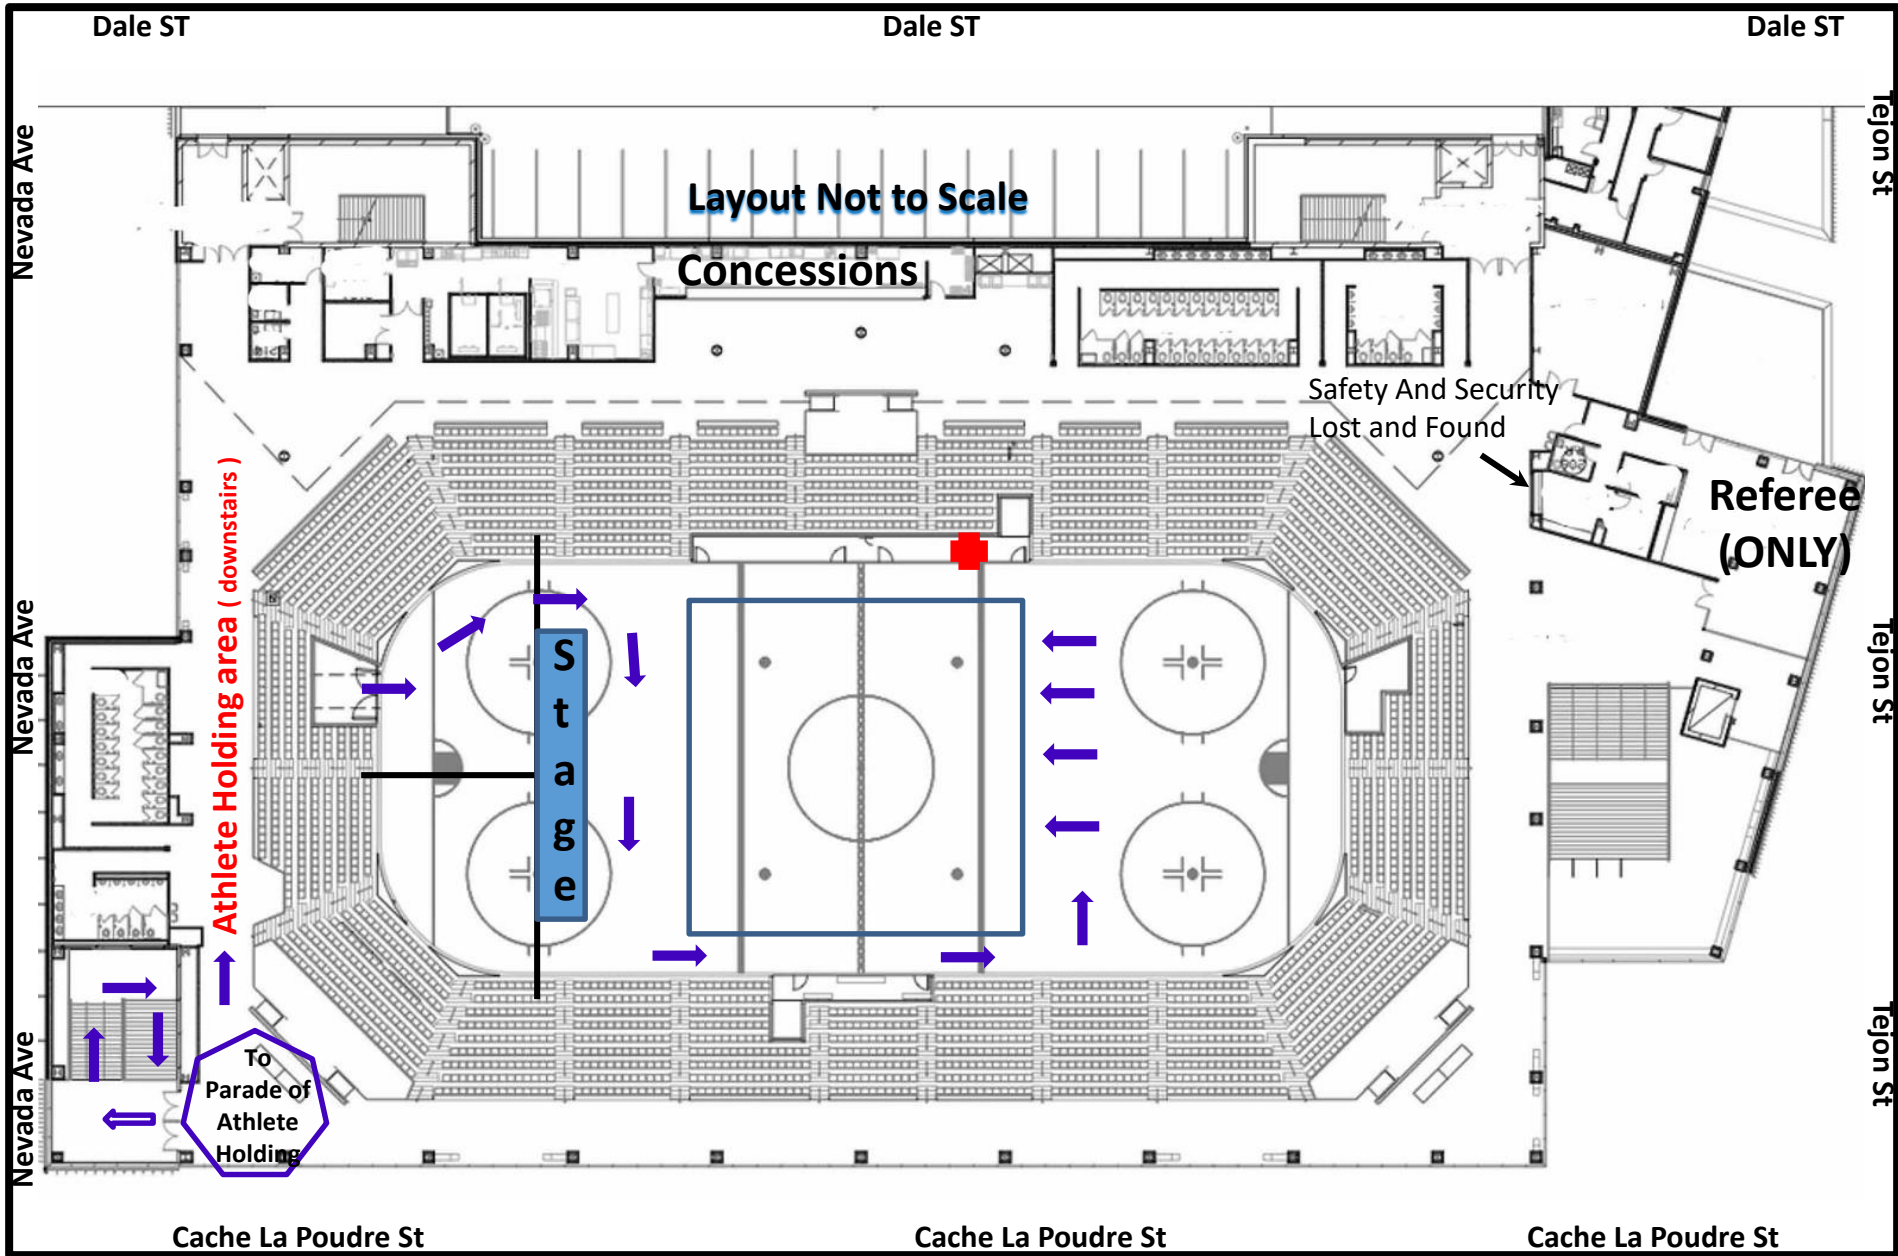 Dale ST
Dale ST
Dale ST
Nevada Ave
Tejon St
Layout Not to Scale
Concessions
Safety And Security
Lost and Found
Referee
(ONLY)
Athlete Holding area ( downstairs )
Nevada Ave
Stage
Tejon St
Nevada Ave
To
Parade of
Athlete
Holding
Tejon St
Cache La Poudre St
Cache La Poudre St
Cache La Poudre St